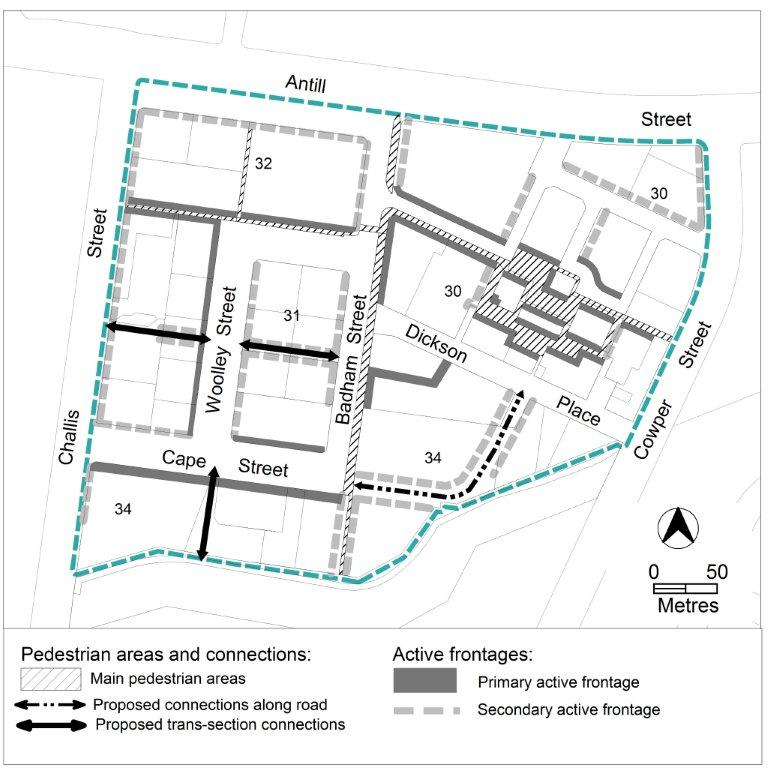 Antill
Street
32
30
Street
31
30
Woolley Street
Badham Street
Dickson
Place
Street
Cowper
Challis
Cape Street
34
34
0 50
Metres
Pedestrian areas and connections:
Main pedestrian areas
Proposed connections along road
Proposed trans-section connections
Active frontages:
Primary active frontage
Secondary active frontage